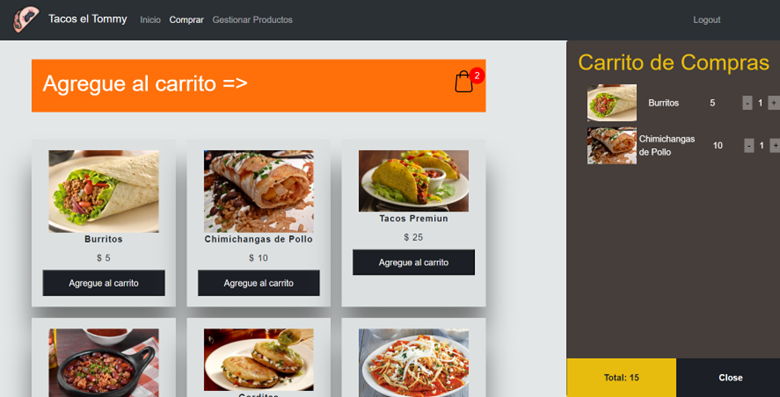 Tacos el Tommy Inicio Comprar Gestionar Productos Logout
Agregue al carrito =>
2
Burritos
$ 5
Agregue al carrito
Chimichangas de Pollo
$ 10
Agregue al carrito
Tacos Premiun
$ 25
Agregue al carrito
Carrito de Compras
Burritos 5 - 1 +
Chimichangas
de Pollo 10 - 1 +
Total: 15 Close